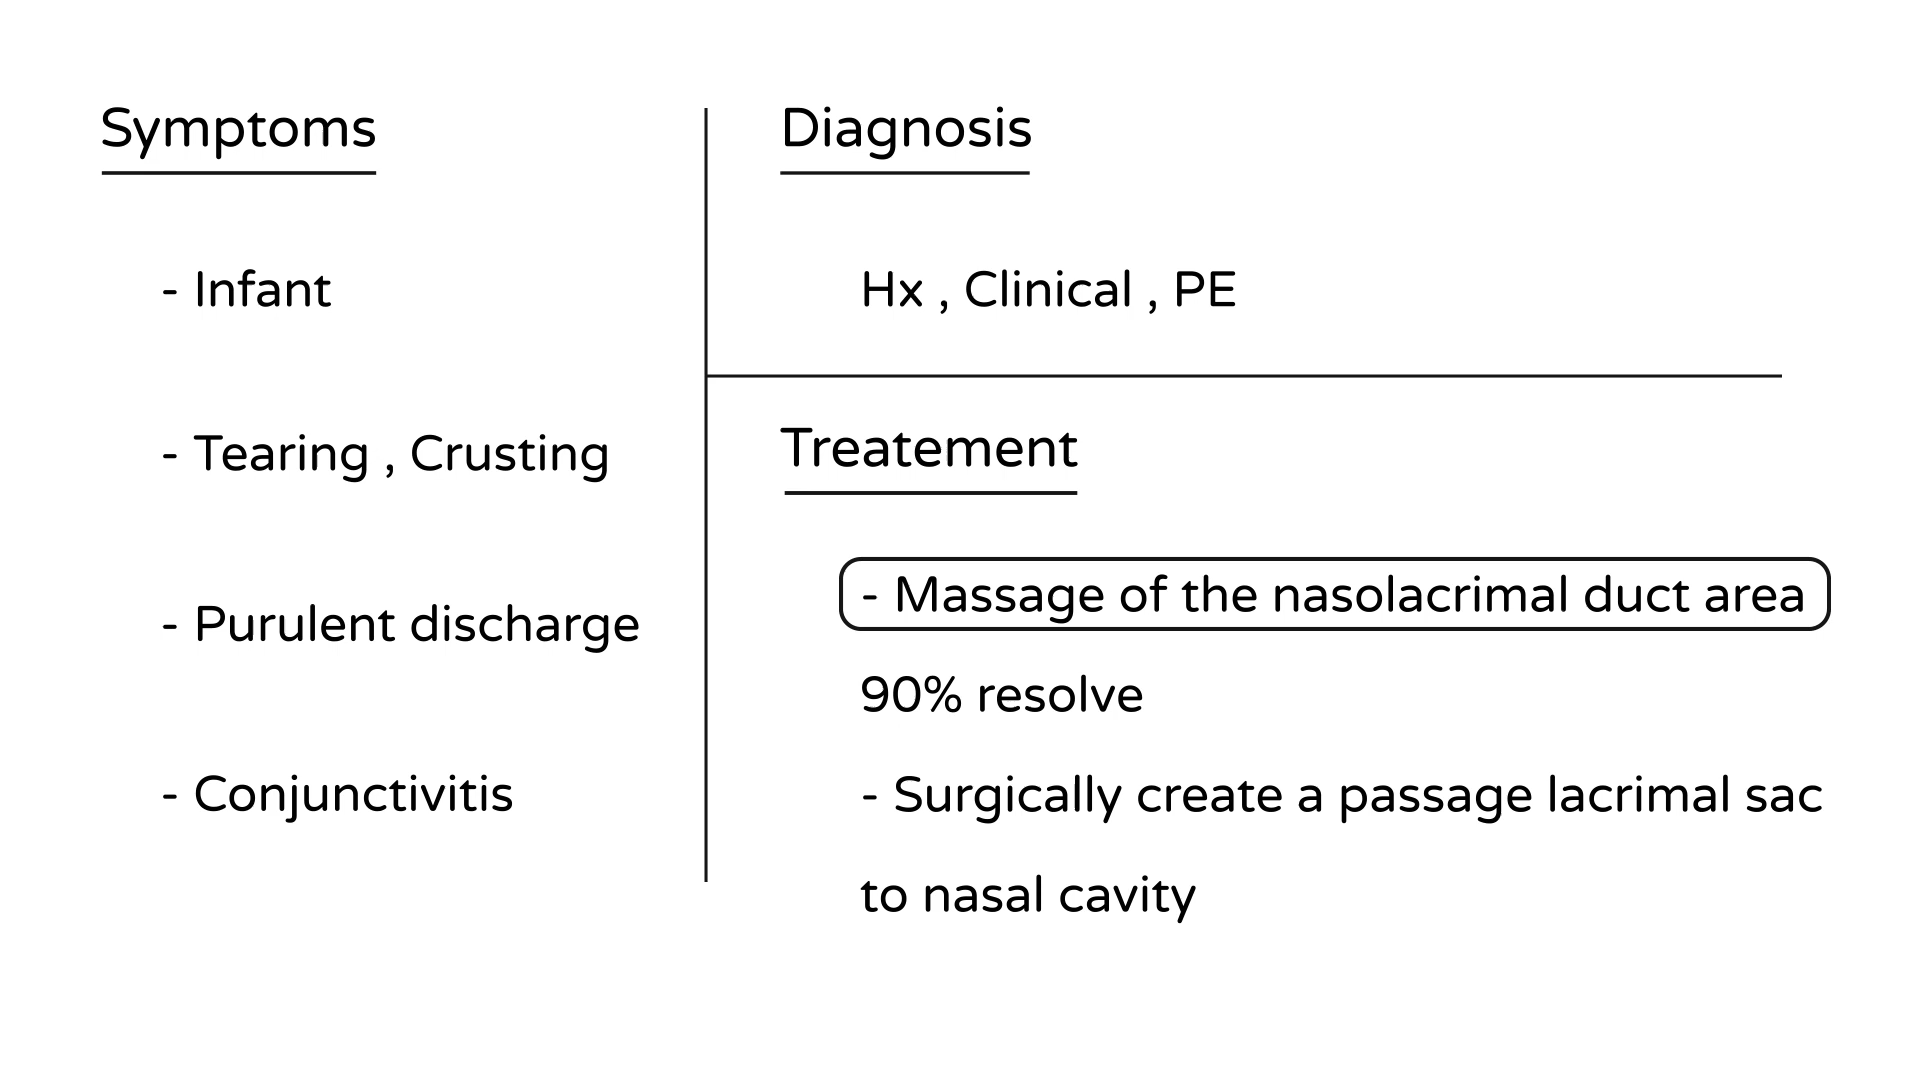 Symptoms
- Infant
- Tearing , Crusting
- Purulent discharge
- Conjunctivitis
Diagnosis
Hx , Clinical , PE
Treatement
- Massage of the nasolacrimal duct area
90% resolve
- Surgically create a passage lacrimal sac
to nasal cavity